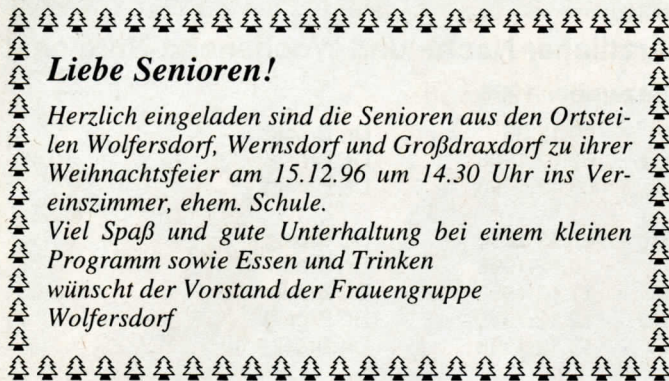 Liebe Senioren!
Herzlich eingeladen sind die Senioren aus den Ortstei-
len Wolfersdorf, Wernsdorf und Großdraxdorf zu ihrer
Weihnachtsfeier am 15.12.96 um 14.30 Uhr ins Ver-
einszimmer, ehem. Schule.
Viel Spaß und gute Unterhaltung bei einem kleinen
Programm sowie Essen und Trinken
wünscht der Vorstand der Frauengruppe
Wolfersdorf